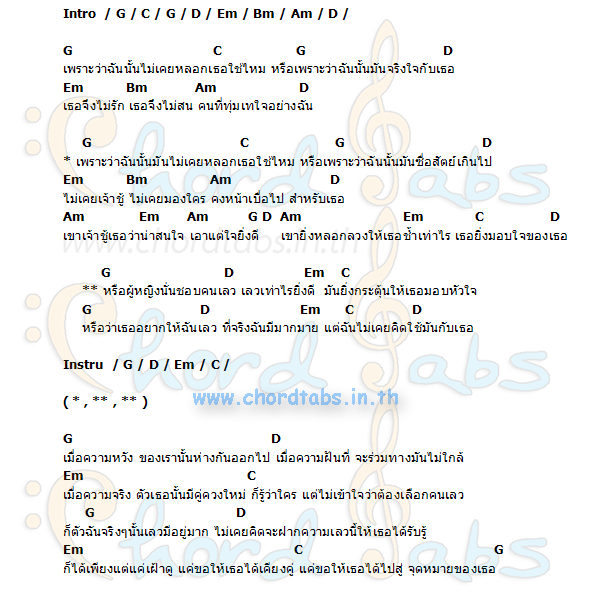 Intro / G / C / G / D / Em / Bm / Am / D /
G C G D
เพราะว่าฉันนั้นไม่เคยหลอกเธอใช่ไหม หรือเพราะว่าฉันนั้นมันจริงใจกับเธอ
Em Bm Am D
เธอจึงไม่รัก เธอจึงไม่สน คนที่ทุ่มเทใจอย่างฉัน
G C G D
* เพราะว่าฉันนั้นมันไม่เคยหลอกเธอใช่ไหม หรือเพราะว่าฉันนั้นมันซื่อสัตย์เกินไป
Em Bm Am D
ไม่เคยเจ้าชู้ ไม่เคยมองใคร คงหน้าเบื่อไป สำหรับเธอ
Am Em Am G D Am Em C D
เขาเจ้าชู้เธอว่าน่าสนใจ เอาแต่ใจยิ่งดี เขายิ่งหลอกลวงให้เธอช้ำเท่าไร เธอยิ่งมอบใจของเธอ
www.chordtabs.in.th
G D Em C
** หรือผู้หญิงนั่นชอบคนเลว เลวเท่าไรยิ่งดี มันยิ่งกระตุ้นให้เธอมอบหัวใจ
G D Em C D
หรือว่าเธออยากให้ฉันเลว ที่จริงฉันมีมากมาย แต่ฉันไม่เคยคิดใช้มันกับเธอ
Instru / G / D / Em / C /
( * , ** , ** )
www.chordtabs.in.th
G D
เมื่อความหวัง ของเรานั้นห่างกันออกไป เมื่อความฝันที่ จะร่วมทางมันไม่ใกล้
Em C
เมื่อความจริง ตัวเธอนั้นมีคู่ควงใหม่ ก็รู้ว่าใคร แต่ไม่เข้าใจว่าต้องเลือกคนเลว
G D
ก็ตัวฉันจริงๆนั้นเลวมีอยู่มาก ไม่เคยคิดจะฝากความเลวนี้ให้เธอได้รับรู้
Em C G
ก็ได้เพียงแต่แค่เฝ้าดู แค่ขอให้เธอได้เคียงคู่ แค่ขอให้เธอได้ไปสู่ จุดหมายของเธอ